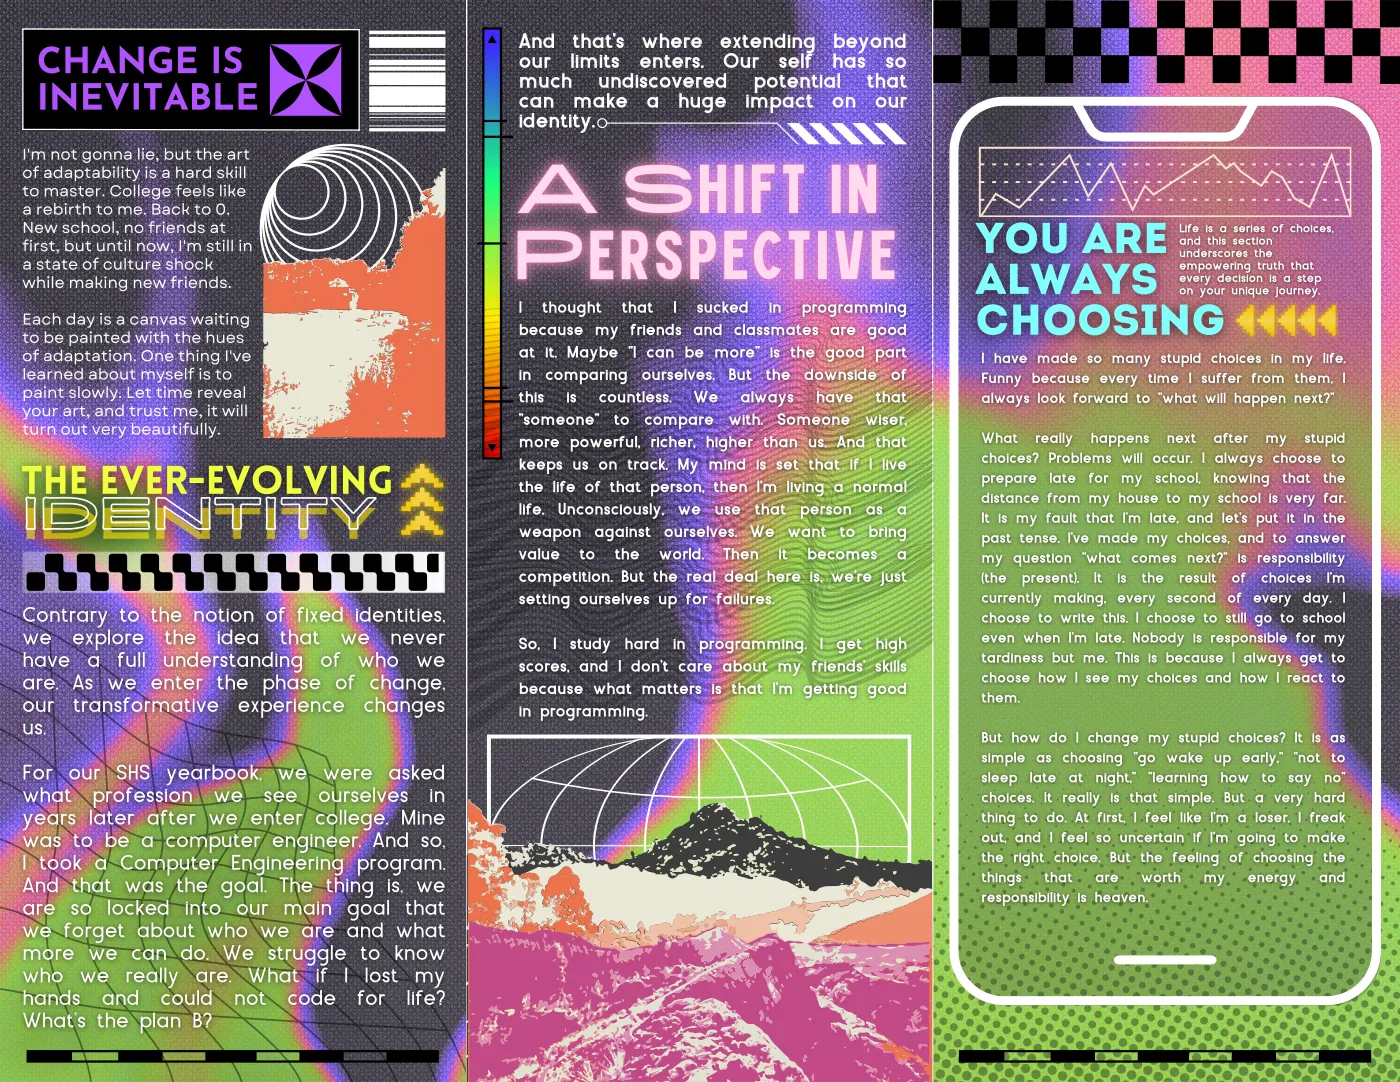 CHANGE IS
INEVITABLE
I'm not gonna lie, but the art
of adaptability is a hard skill
to master. College feels like
a rebirth to me. Back to 0.
New school, no friends at
first, but until now, I'm still in
a state of culture shock
while making new friends.
Each day is a canvas waiting
to be painted with the hues
of adaptation. One thing I've
learned about myself is to
paint slowly. Let time reveal
your art, and trust me, it will
turn out very beautifully.
THE EVER-EVOLVING
IDENTITY
Contrary to the notion of fixed identities,
we explore the idea that we never
have a full understanding of who we
are. As we enter the phase of change,
our transformative experience changes
us.
For our SHS yearbook, we were asked
what profession we see ourselves in
years later after we enter college. Mine
was to be a computer engineer. And so,
I took a Computer Engineering program.
And that was the goal. The thing is, we
are so locked into our main goal that
we forget about who we are and what
more we can do. We struggle to know
who we really are. What if I lost my
hands and could not code for life?
What's the plan B?
And that's where extending beyond
our limits enters. Our self has so
much undiscovered potential that
can make a huge impact on our
identity.
A SHIFT IN
PERSPECTIVE
I thought that I sucked in programming
because my friends and classmates are good
at it. Maybe "I can be more" is the good part
in comparing ourselves. But the downside of
this is countless. We always have that
"someone" to compare with. Someone wiser,
more powerful, richer, higher than us. And that
keeps us on track. My mind is set that if I live
the life of that person, then I'm living a normal
life. Unconsciously, we use that person as a
weapon against ourselves. We want to bring
value to the world. Then it becomes a
competition. But the real deal here is, we're just
setting ourselves up for failures.
So, I study hard in programming. I get high
scores, and I don't care about my friends' skills
because what matters is that I'm getting good
in programming.
YOU ARE
ALWAYS
CHOOSING
Life is a series of choices,
and this section
underscores the
empowering truth that
every decision is a step
on your unique journey.
I have made so many stupid choices in my life.
Funny because every time I suffer from them, I
always look forward to "what will happen next?"
What really happens next after my stupid
choices? Problems will occur. I always choose to
prepare late for my school, knowing that the
distance from my house to my school is very far.
It is my fault that I'm late, and let's put it in the
past tense. I've made my choices, and to answer
my question "what comes next?" is responsibility
(the present). It is the result of choices I'm
currently making, every second of every day. I
choose to write this. I choose to still go to school
even when I'm late. Nobody is responsible for my
tardiness but me. This is because I always get to
choose how I see my choices and how I react to
them.
But how do I change my stupid choices? It is as
simple as choosing "go wake up early," "not to
sleep late at night," "learning how to say no"
choices. It really is that simple. But a very hard
thing to do. At first, I feel like I'm a loser, I freak
out, and I feel so uncertain if I'm going to make
the right choice. But the feeling of choosing the
things that are worth my energy and
responsibility is heaven.